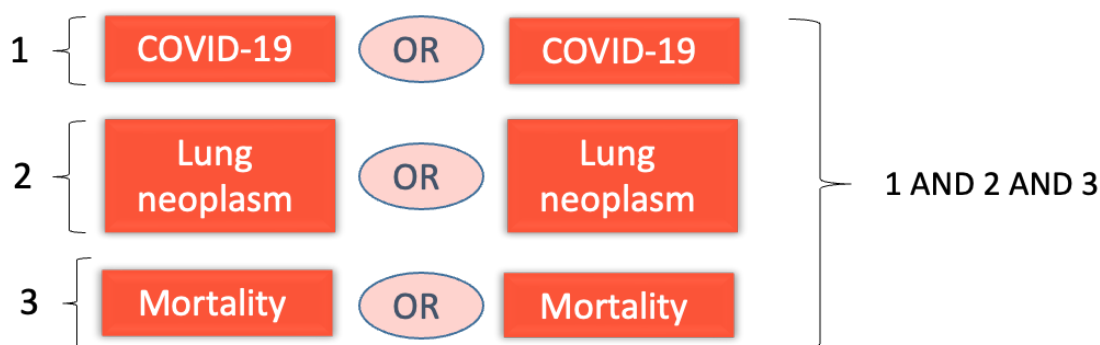 1 COVID-19 OR COVID-19
2 Lung neoplasm OR Lung neoplasm
1 AND 2 AND 3
3 Mortality OR Mortality